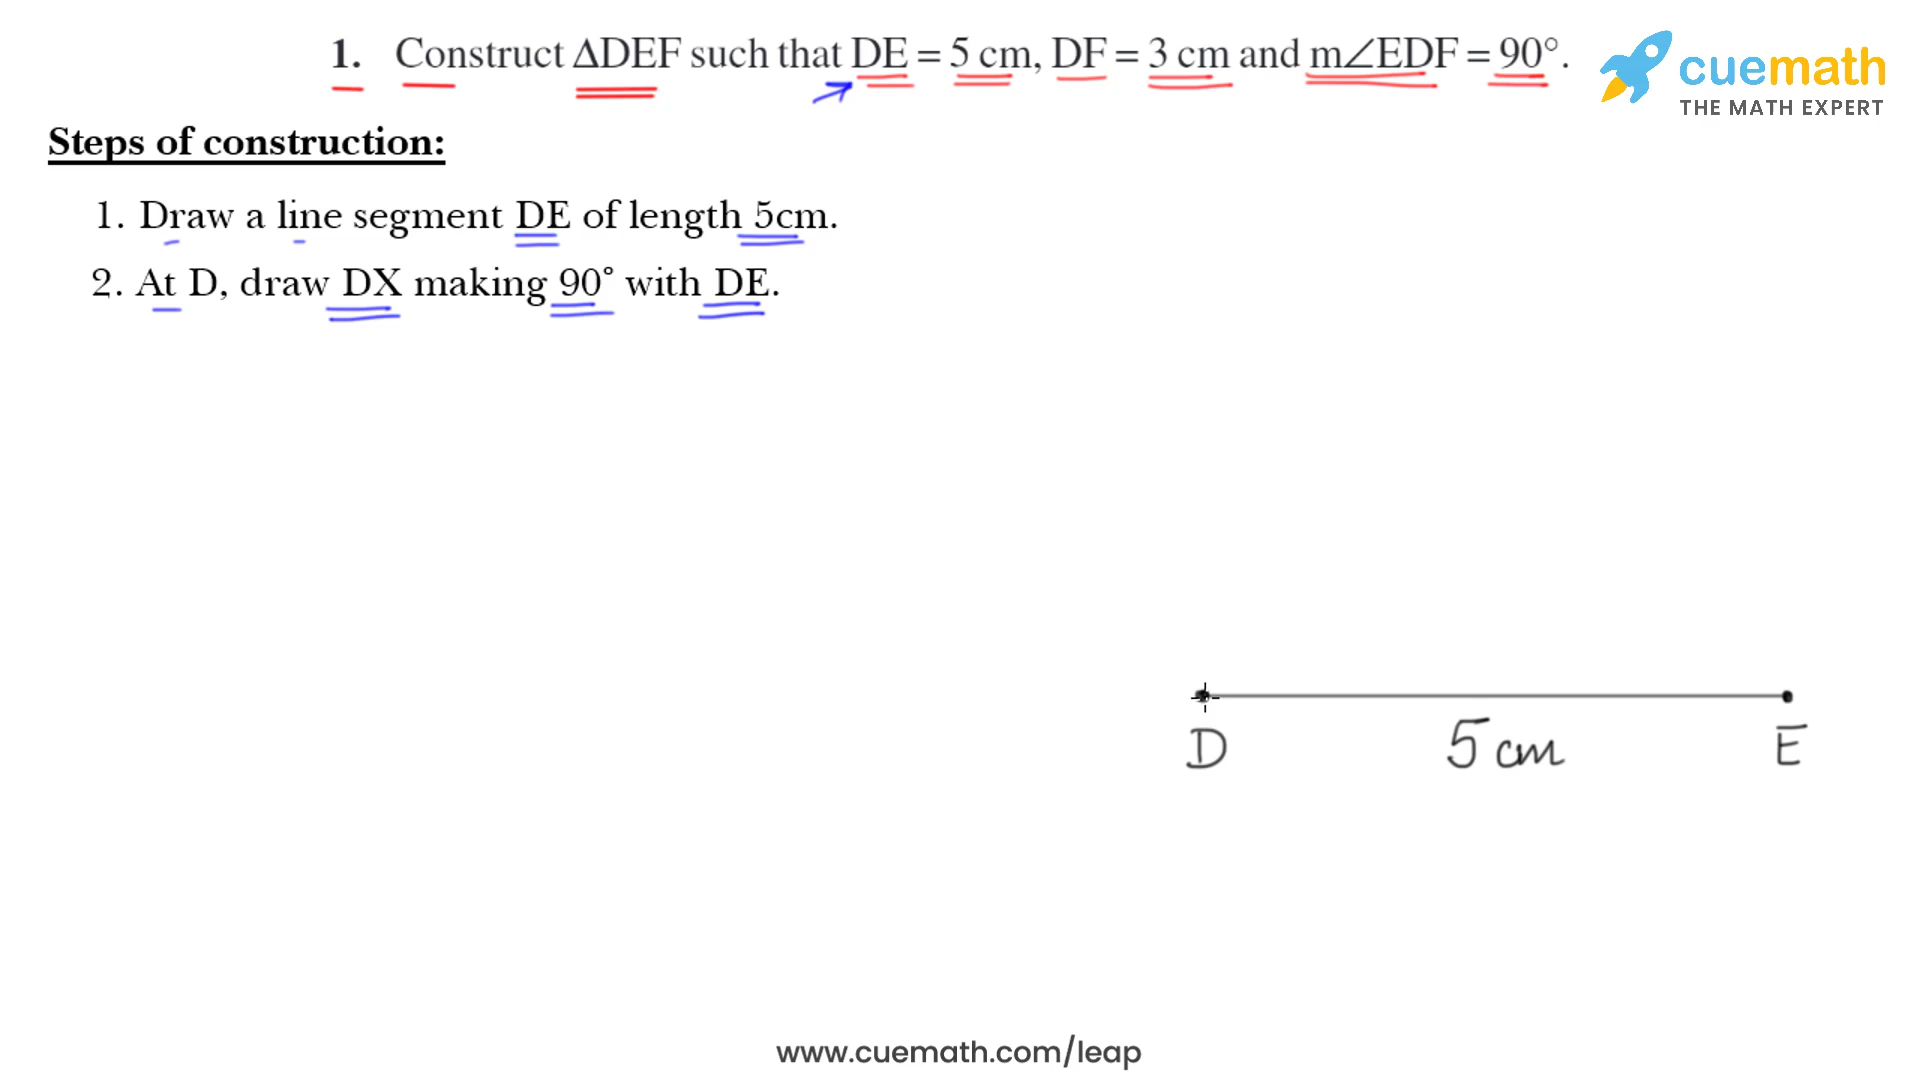 1. Construct ΔDEF such that DE = 5 cm, DF = 3 cm and m∠EDF = 90°.
cuemath
THE MATH EXPERT
Steps of construction:
1. Draw a line segment DE of length 5cm.
2. At D, draw DX making 90° with DE.
D 5 cm E
www.cuemath.com/leap